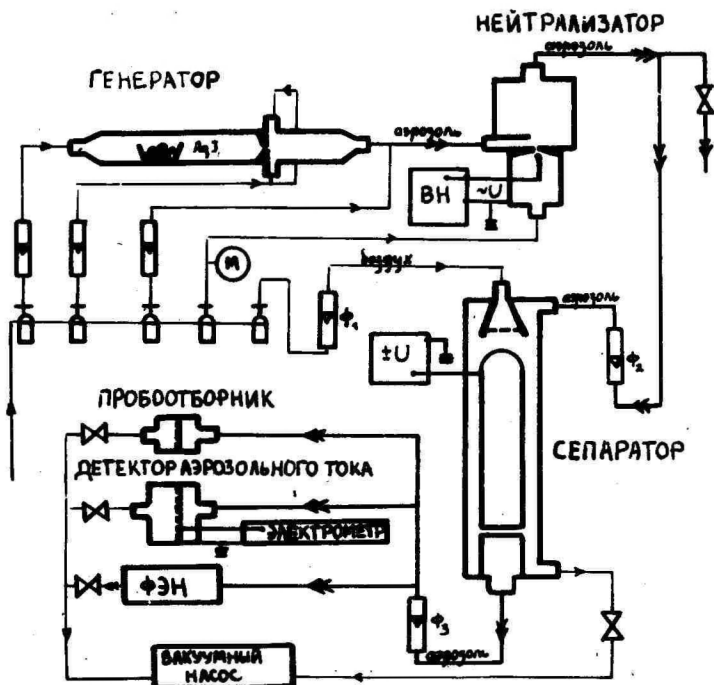 НЕЙТРАЛИЗАТОР
аэрозоль
ГЕНЕРАТОР
AgJ
аэрозоль
ВН
~U
М
воздух
Ф₁
аэрозоль
±U
Ф₂
ПРОБООТБОРНИК
СЕПАРАТОР
ДЕТЕКТОР АЭРОЗОЛЬНОГО ТОКА
ЭЛЕКТРОМЕТР
ФЭН
Ф₃
аэрозоль
ВАКУУМНЫЙ
НАСОС